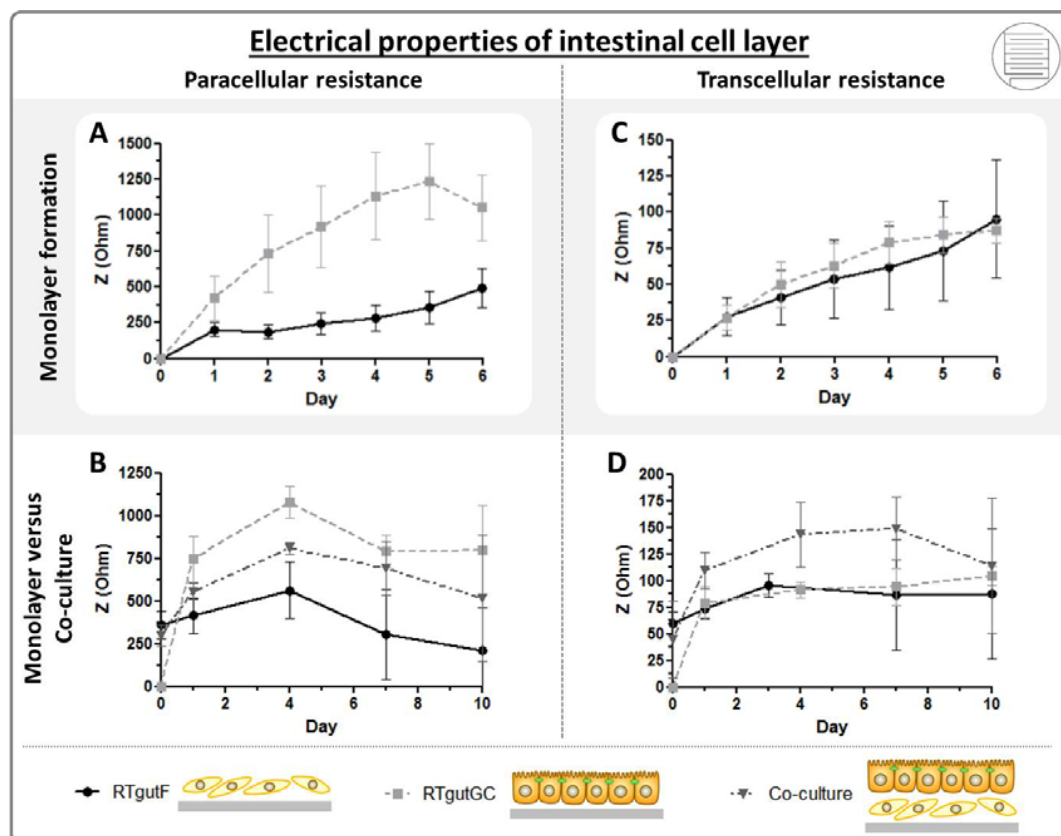 Electrical properties of intestinal cell layer
Paracellular resistance
Transcellular resistance
Monolayer formation
A
1500
1250
1000
750
500
250
0
Z (Ohm)
0 1 2 3 4 5 6
Day
C
150
125
100
75
50
25
0
Z (Ohm)
0 1 2 3 4 5 6
Day
Monolayer versus
Co-culture
B
1250
1000
750
500
250
0
Z (Ohm)
0 2 4 6 8 10
Day
D
200
175
150
125
100
75
50
25
0
Z (Ohm)
0 2 4 6 8 10
Day
RTgutF
RTgutGC
Co-culture